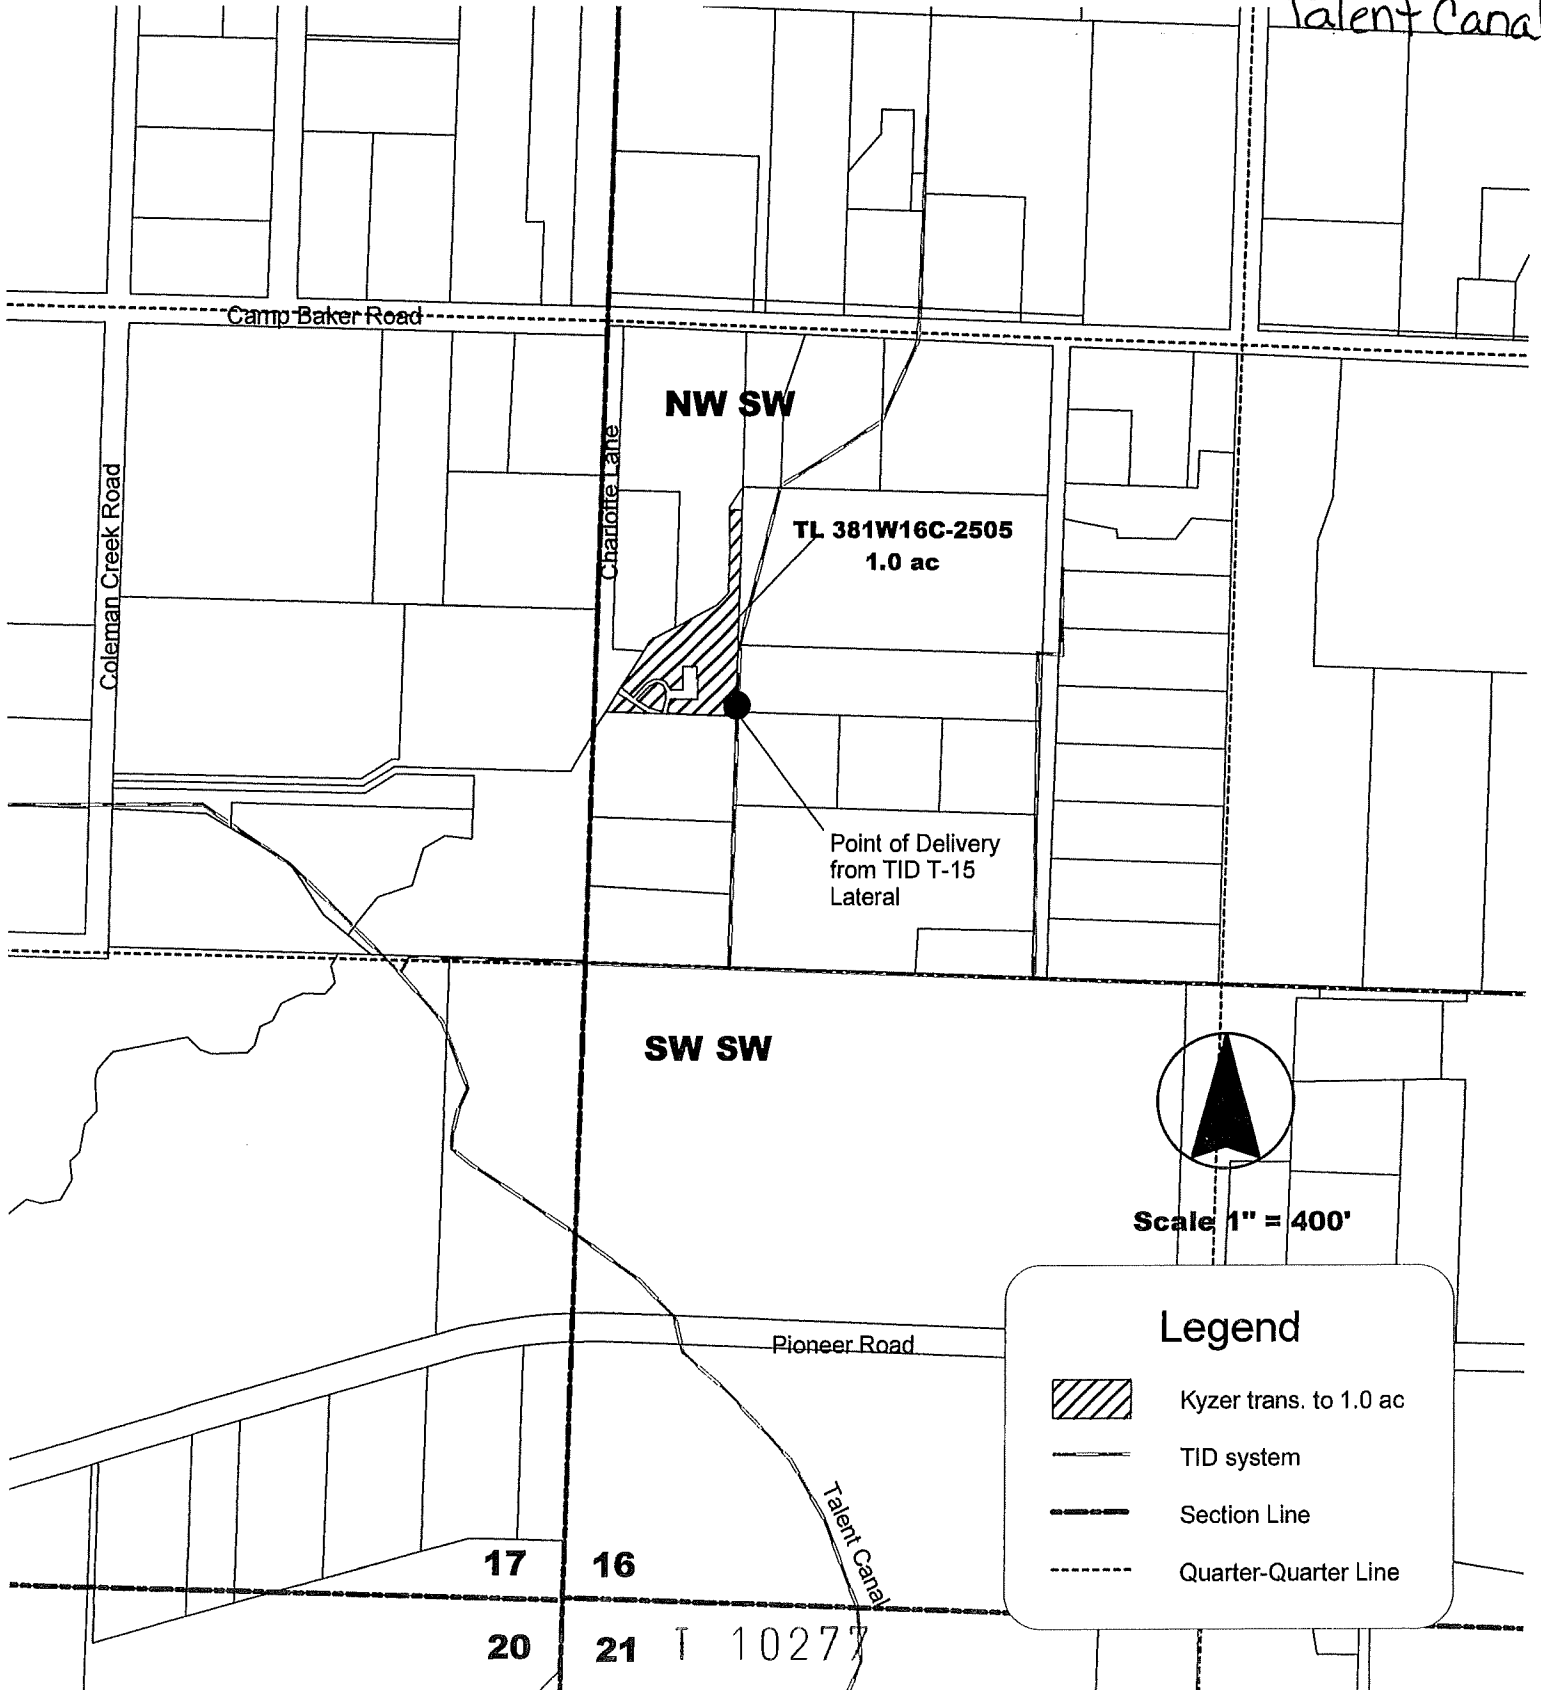 Talent Canal
Camp Baker Road
NW SW
Charlotte Lane
Coleman Creek Road
TL 381W16C-2505
1.0 ac
Point of Delivery
from TID T-15
Lateral
SW SW
Scale 1" = 400'
Legend
Kyzer trans. to 1.0 ac
TID system
Section Line
Quarter-Quarter Line
Pioneer Road
Talent Canal
17
16
20
21
T 10277